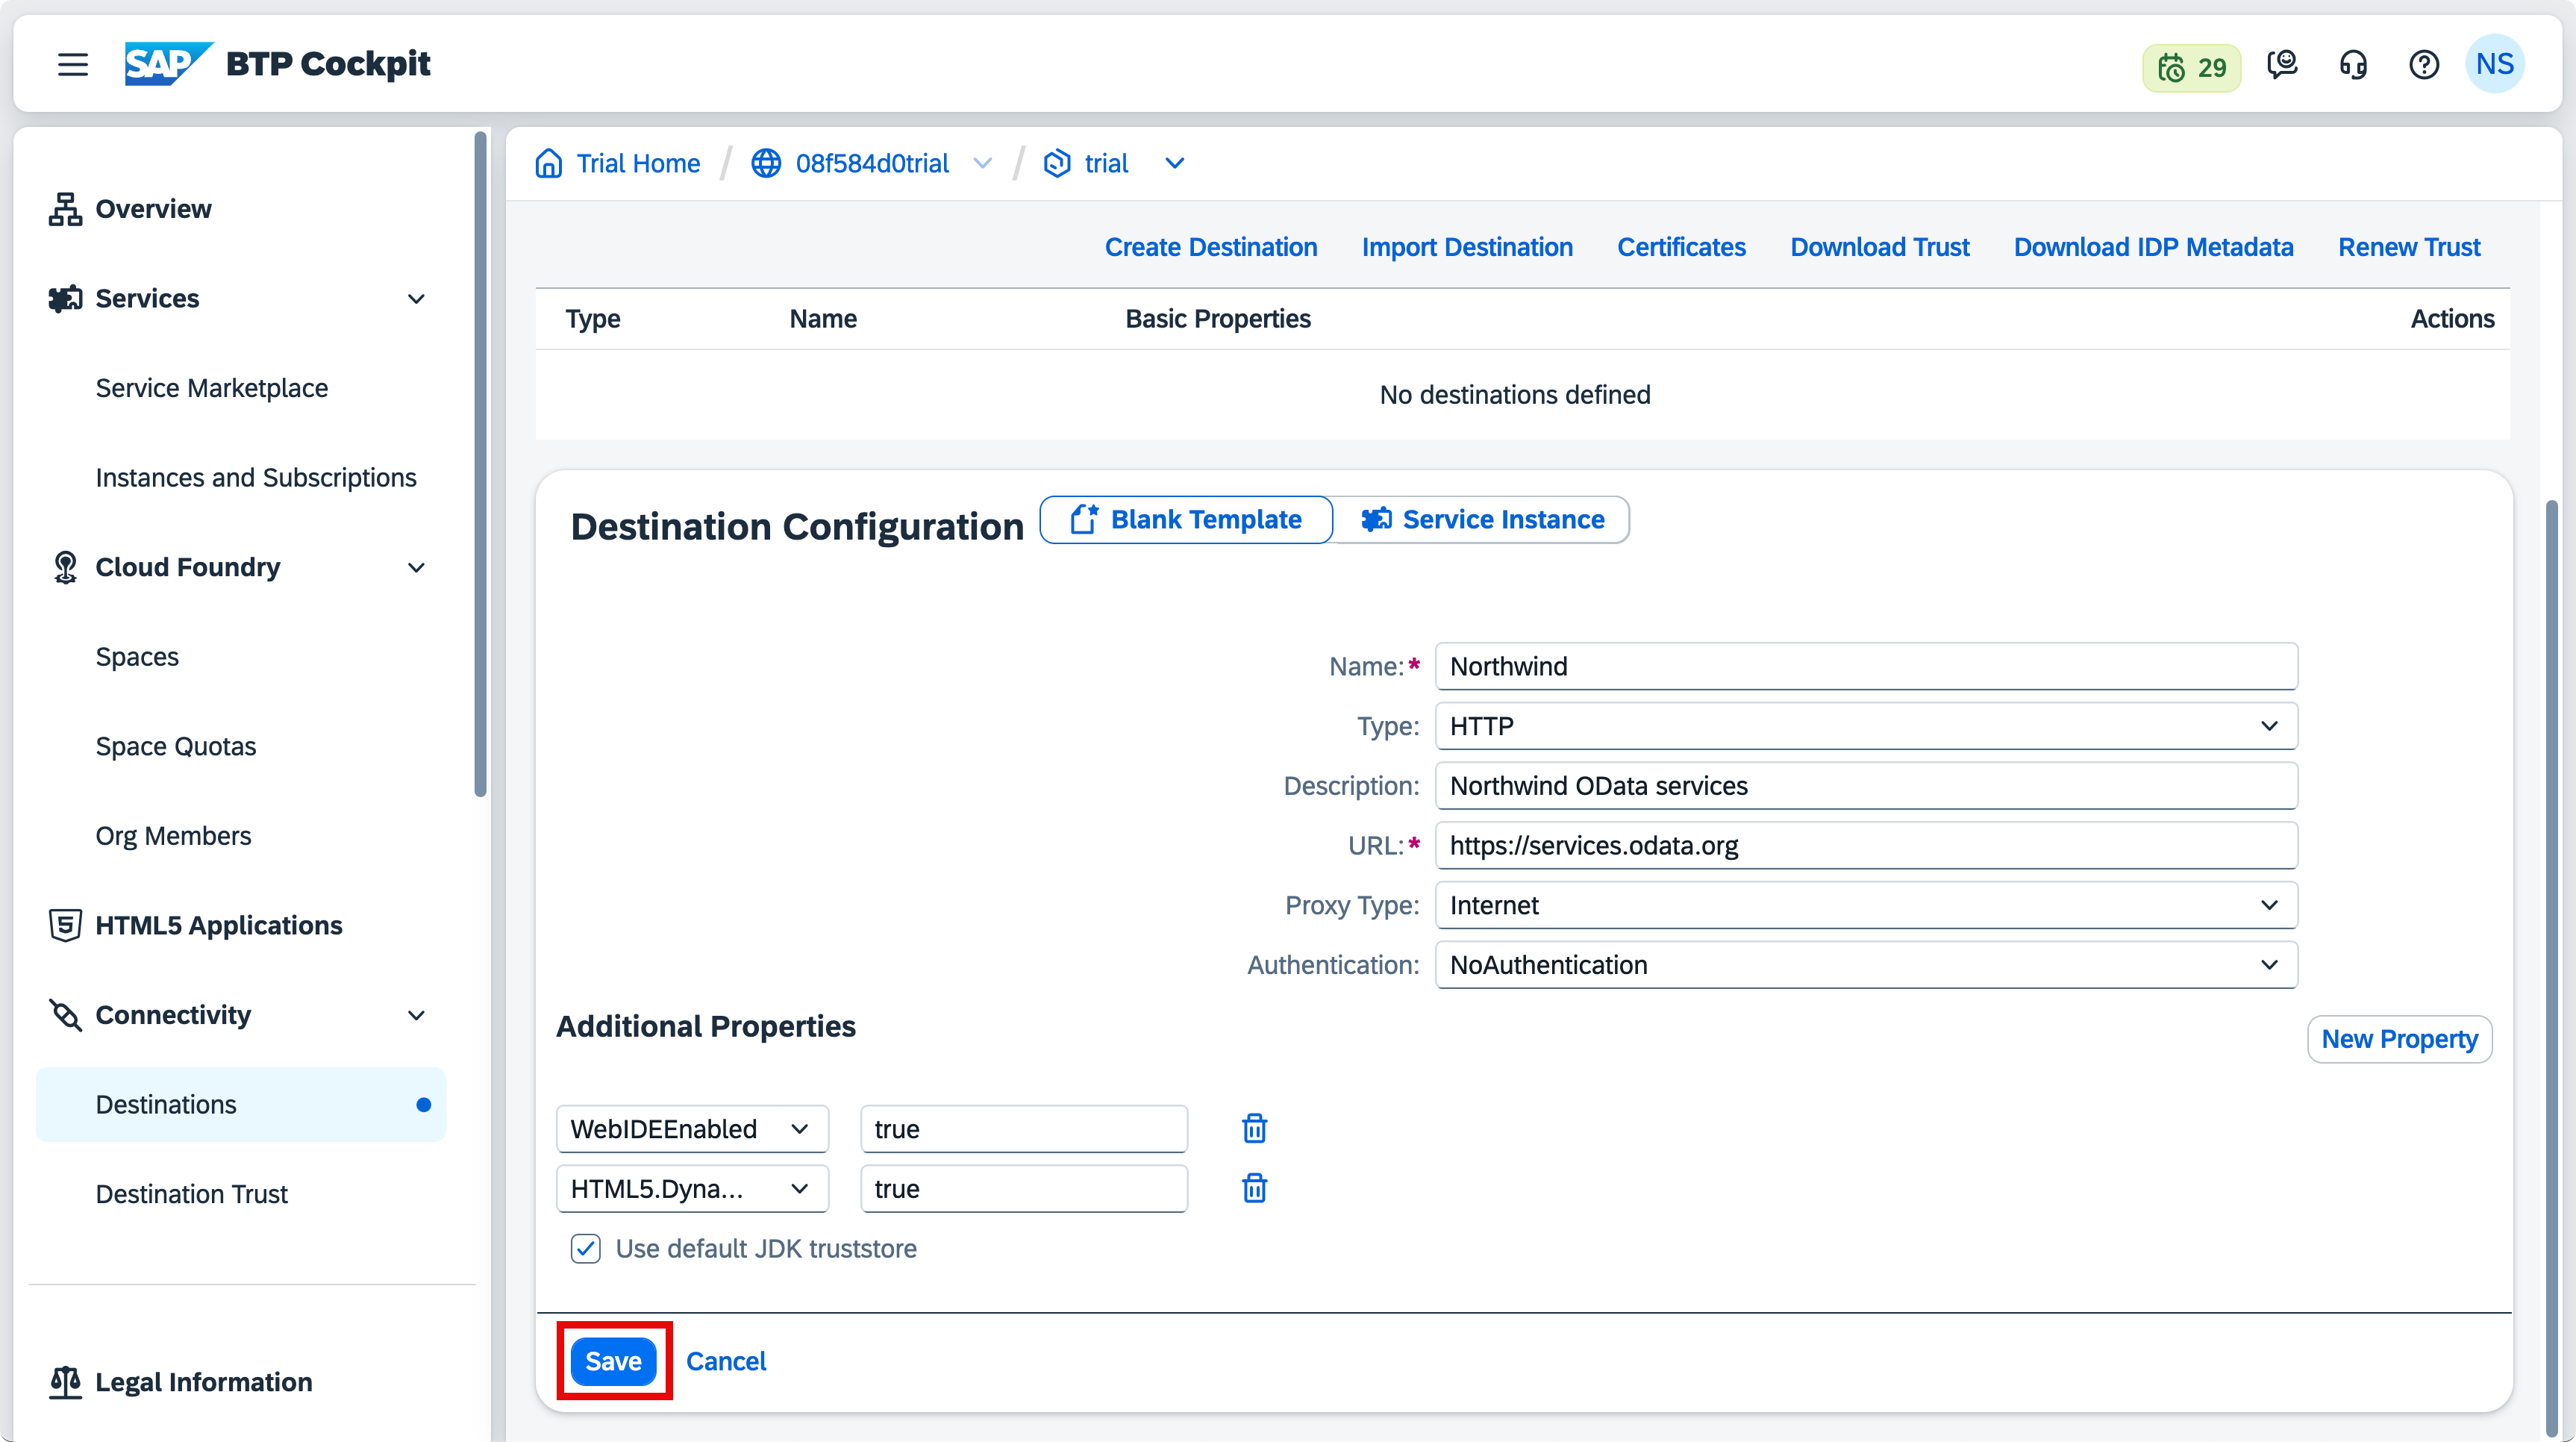 SAP BTP Cockpit
29
NS
Overview
Services
Service Marketplace
Instances and Subscriptions
Cloud Foundry
Spaces
Space Quotas
Org Members
HTML5 Applications
Connectivity
Destinations
Destination Trust
Legal Information
Trial Home / 08f584d0trial / trial
Create Destination Import Destination Certificates Download Trust Download IDP Metadata Renew Trust
Type Name Basic Properties Actions
No destinations defined
Destination Configuration Blank Template Service Instance
Name:* Northwind
Type: HTTP
Description: Northwind OData services
URL:* https://services.odata.org
Proxy Type: Internet
Authentication: NoAuthentication
Additional Properties
New Property
WebIDEEnabled true
HTML5.Dyna... true
Use default JDK truststore
Save Cancel